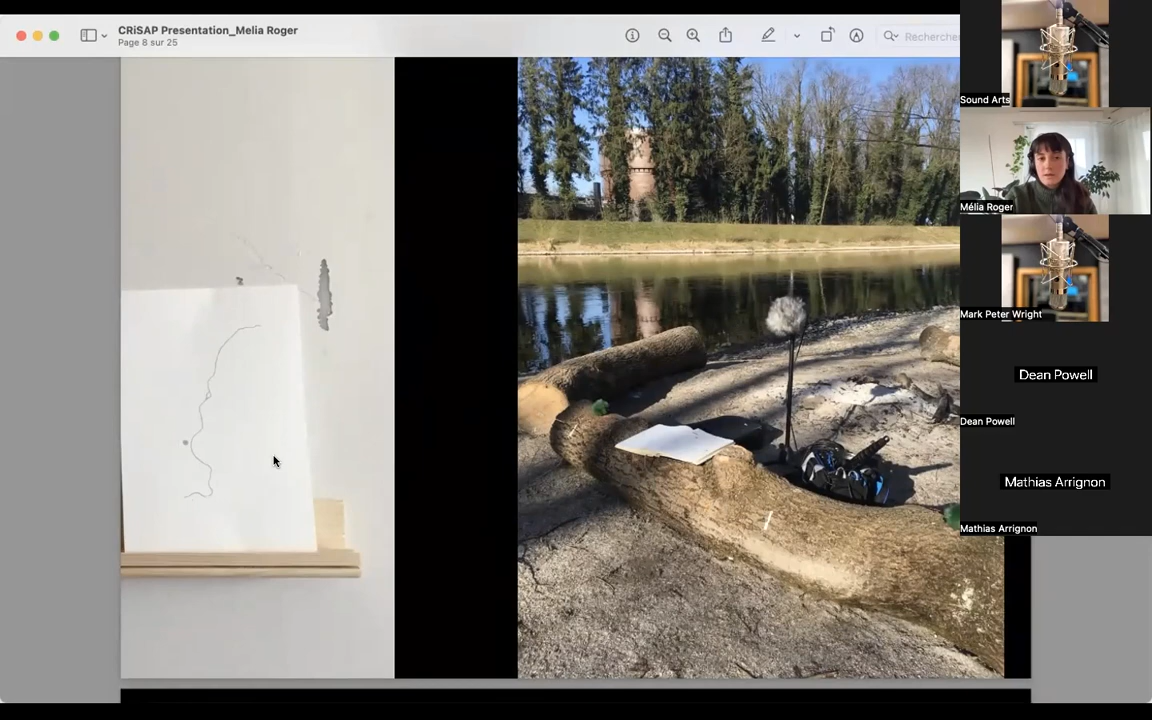 CRiSAP Presentation_Melia Roger
Page 8 sur 25
Rechercher
Sound Arts
Mélia Roger
Mark Peter Wright
Dean Powell
Dean Powell
Mathias Arrignon
Mathias Arrignon